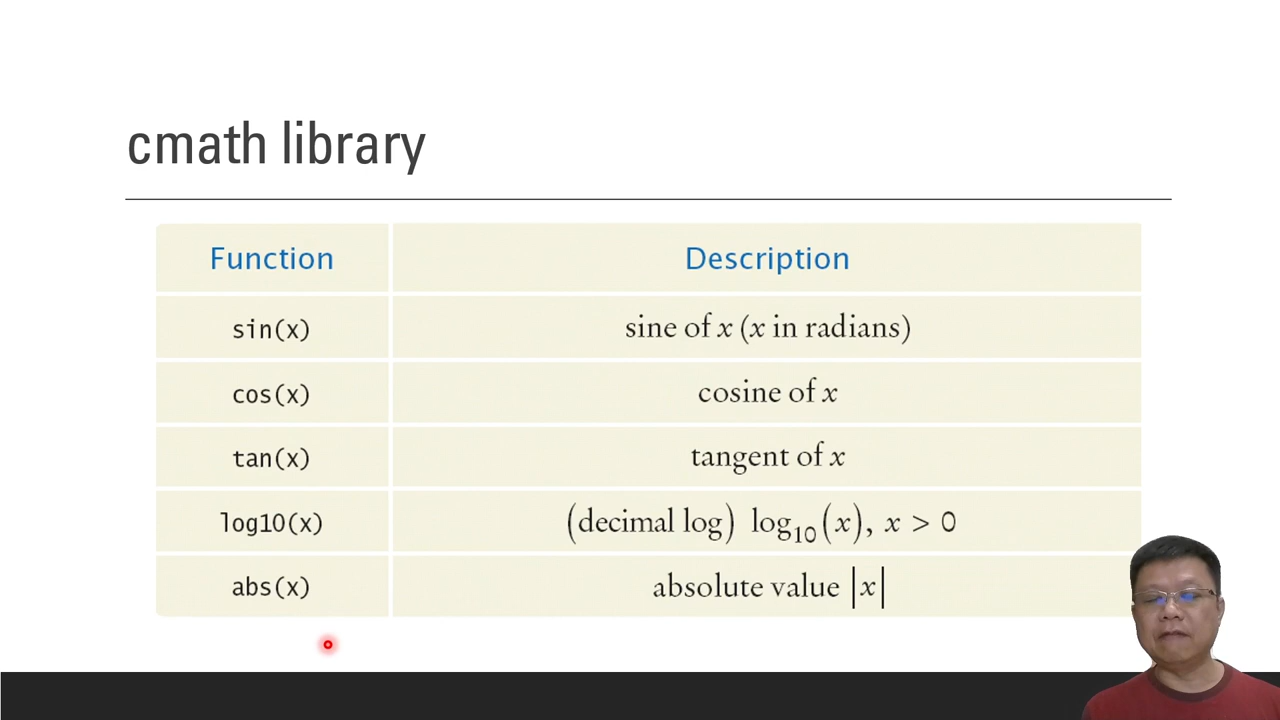 cmath library
Function Description
sin(x) sine of x (x in radians)
cos(x) cosine of x
tan(x) tangent of x
log10(x) (decimal log) log₁₀(x), x > 0
abs(x) absolute value |x|